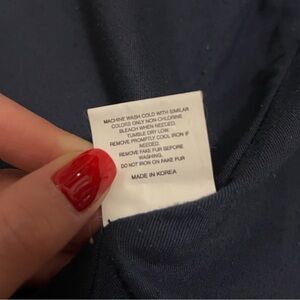 MACHINE WASH COLD WITH SIMILAR
COLORS ONLY NON-CHLORINE
BLEACH WHEN NEEDED.
TUMBLE DRY LOW.
REMOVE PROMPTLY COOL IRON IF
NEEDED.
REMOVE FAKE FUR BEFORE
WASHING.
DO NOT IRON ON FAKE FUR
MADE IN KOREA